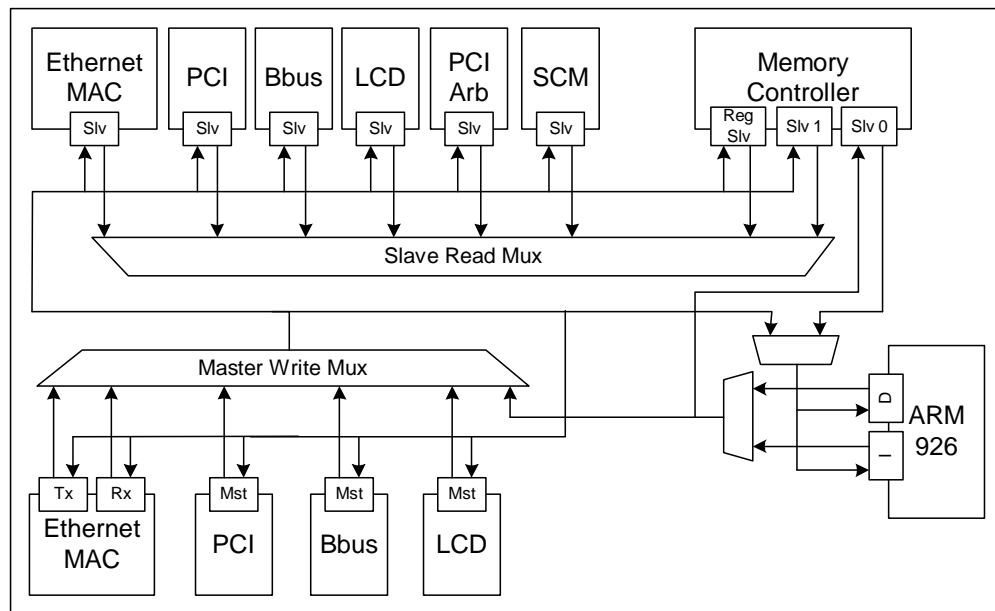 Ethernet
MAC
Slv
PCI
Slv
Bbus
Slv
LCD
Slv
PCI
Arb
Slv
SCM
Slv
Memory
Controller
Reg
Slv
Slv 1
Slv 0
Slave Read Mux
Master Write Mux
D
I
ARM
926
Tx
Rx
Ethernet
MAC
Mst
PCI
Mst
Bbus
Mst
LCD